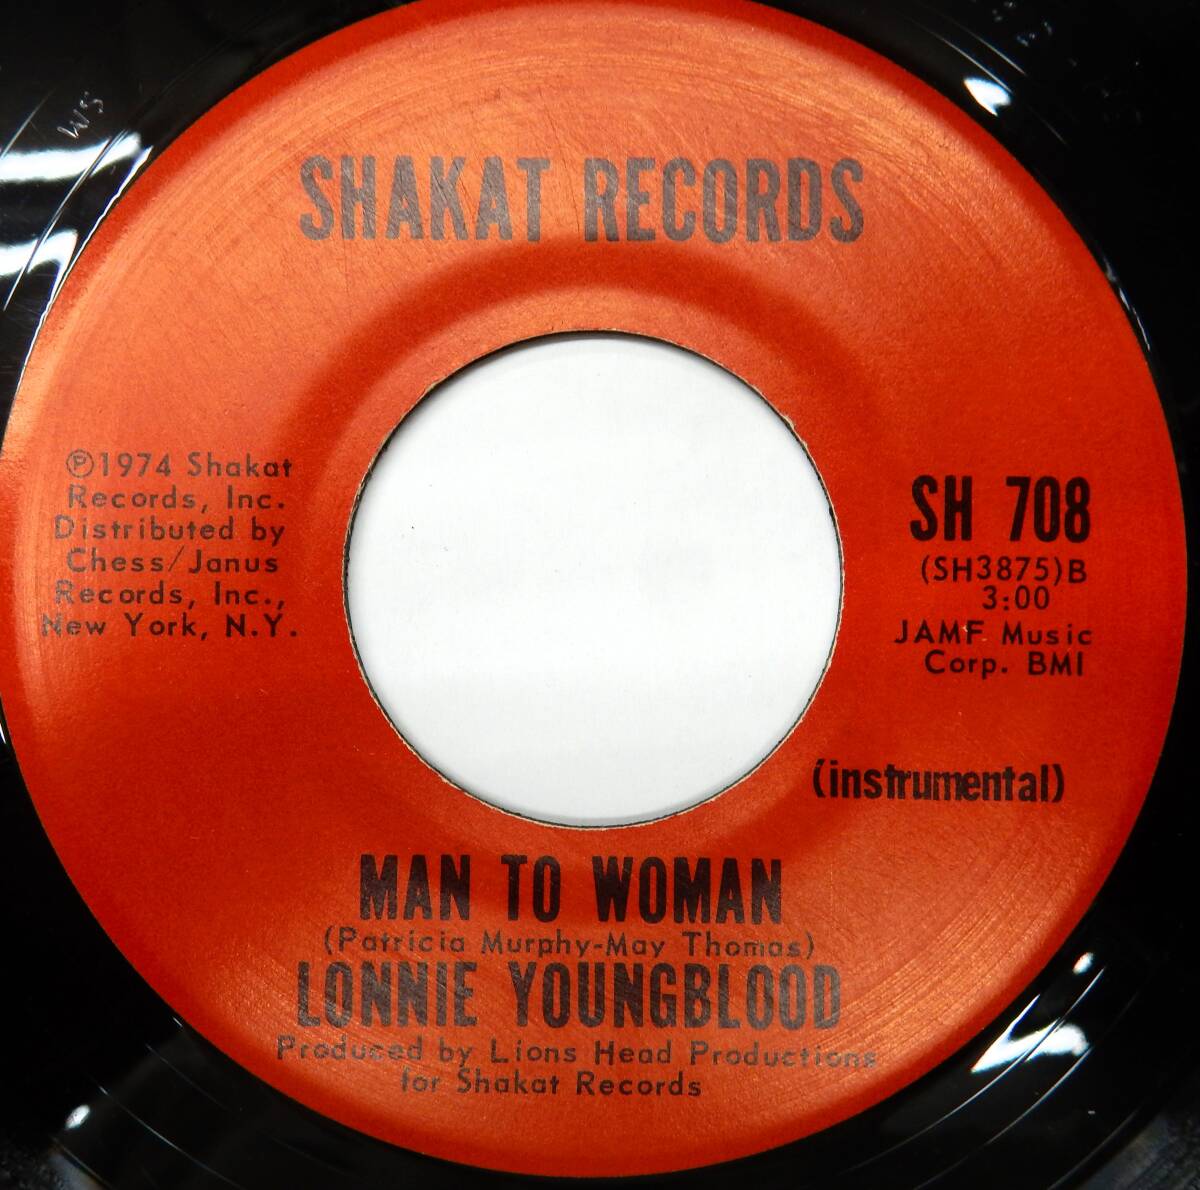 SHAKAT RECORDS
℗1974 Shakat
Records, Inc.
Distributed by
Chess/Janus
Records, Inc.,
New York, N.Y.
SH 708
(SH3875)B
3:00
JAMF Music
Corp. BMI
(instrumental)
MAN TO WOMAN
(Patricia Murphy-May Thomas)
LONNIE YOUNGBLOOD
Produced by Lions Head Productions
for Shakat Records